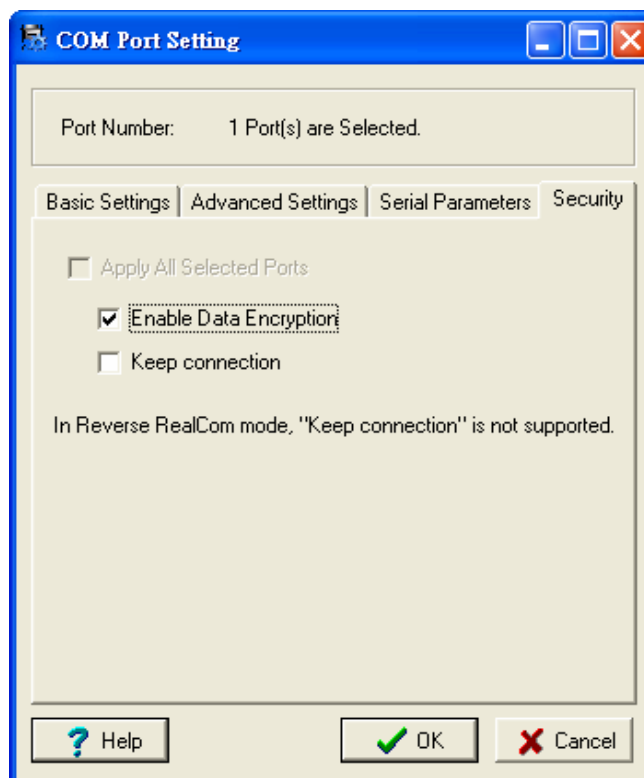 COM Port Setting
Port Number: 1 Port(s) are Selected.
Basic Settings Advanced Settings Serial Parameters Security
Apply All Selected Ports
Enable Data Encryption
Keep connection
In Reverse RealCom mode, "Keep connection" is not supported.
? Help OK Cancel